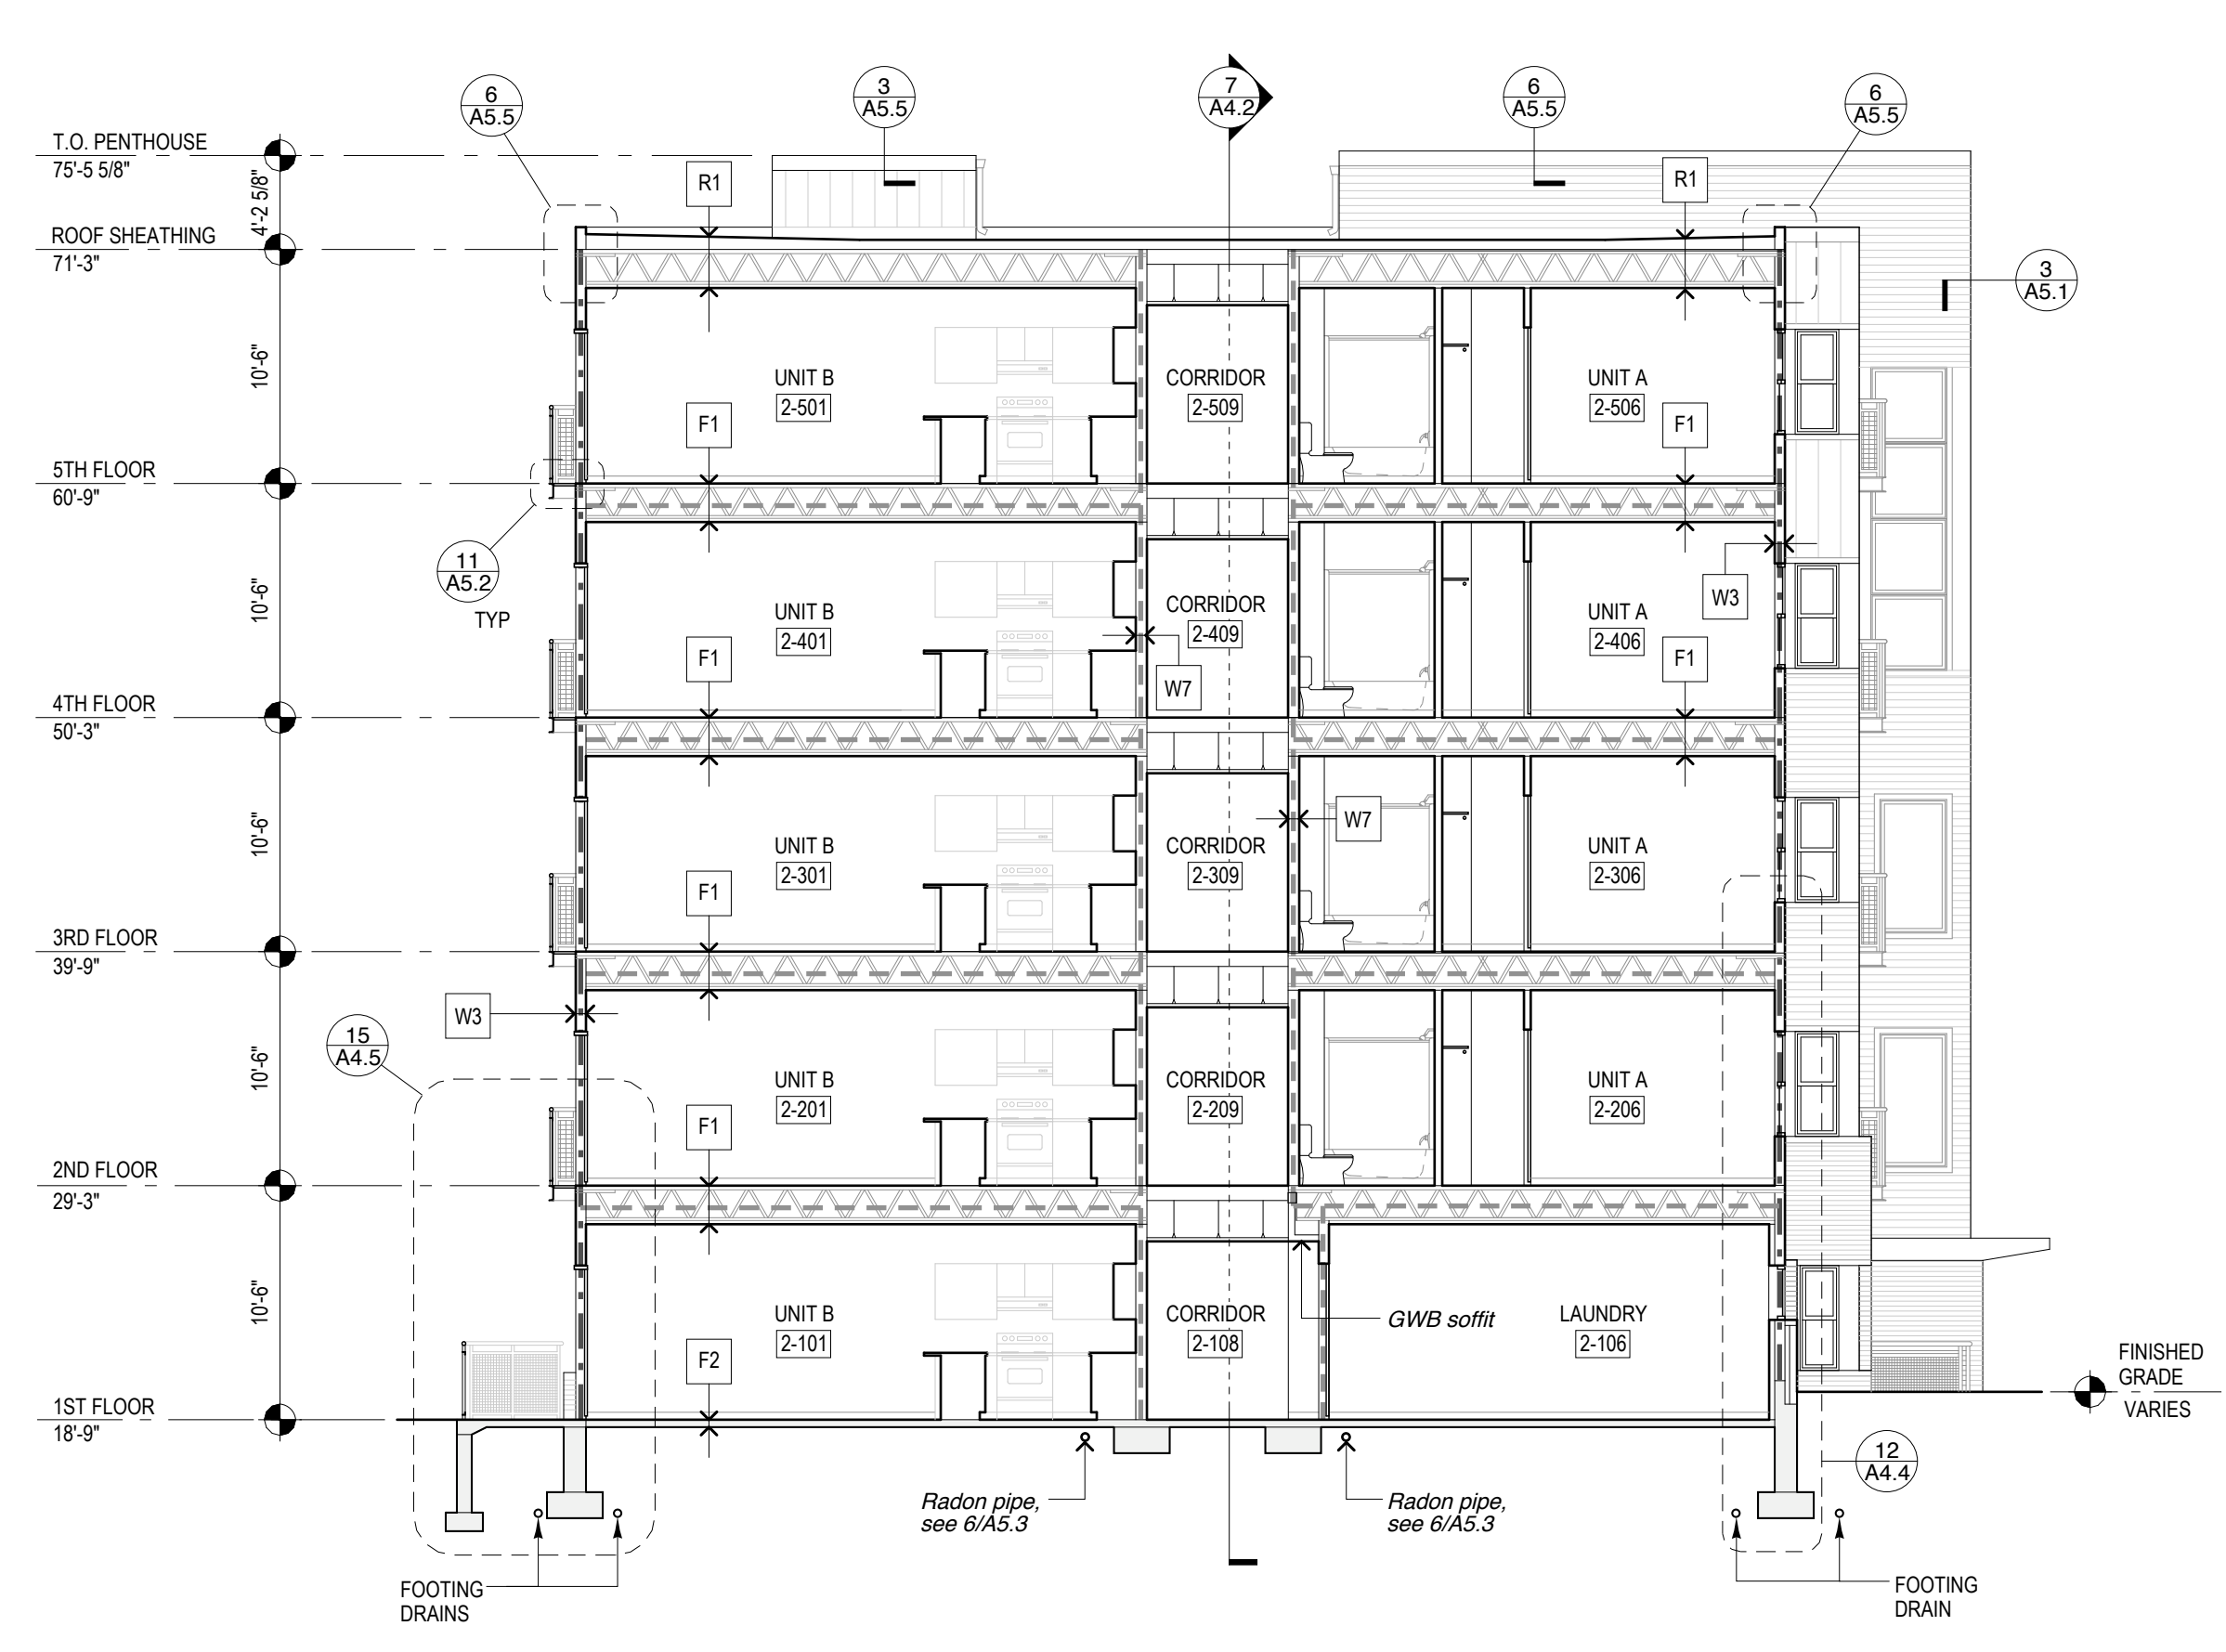 6
A5.5
3
A5.5
7
A4.2
6
A5.5
6
A5.5
T.O. PENTHOUSE
75'-5 5/8"
4'-2 5/8"
R1
R1
ROOF SHEATHING
71'-3"
3
A5.1
10'-6"
UNIT B
2-501
CORRIDOR
2-509
UNIT A
2-506
F1
F1
5TH FLOOR
60'-9"
11
A5.2
TYP
10'-6"
UNIT B
2-401
CORRIDOR
2-409
UNIT A
2-406
W3
F1
W7
F1
4TH FLOOR
50'-3"
10'-6"
W7
UNIT B
2-301
CORRIDOR
2-309
UNIT A
2-306
F1
3RD FLOOR
39'-9"
W3
15
A4.5
10'-6"
UNIT B
2-201
CORRIDOR
2-209
UNIT A
2-206
F1
2ND FLOOR
29'-3"
10'-6"
UNIT B
2-101
CORRIDOR
2-108
GWB soffit
LAUNDRY
2-106
F2
FINISHED
GRADE
VARIES
1ST FLOOR
18'-9"
12
A4.4
Radon pipe,
see 6/A5.3
Radon pipe,
see 6/A5.3
FOOTING
DRAINS
FOOTING
DRAIN